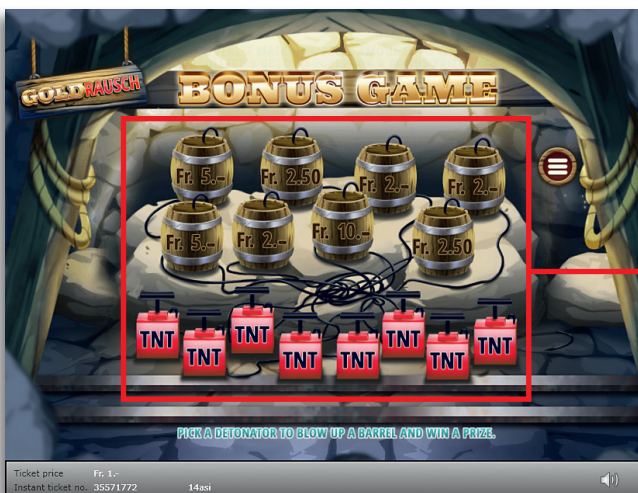 GOLDRAUSCH
BONUS GAME
Fr. 5.-
Fr. 2.50
Fr. 2.-
Fr. 2.-
Fr. 5.-
Fr. 2.-
Fr. 10.-
Fr. 2.50
TNT
TNT
TNT
TNT
TNT
TNT
TNT
TNT
PICK A DETONATOR TO BLOW UP A BARREL AND WIN A PRIZE.
Ticket price Fr. 1.-
Instant ticket no. 35571772 14asi